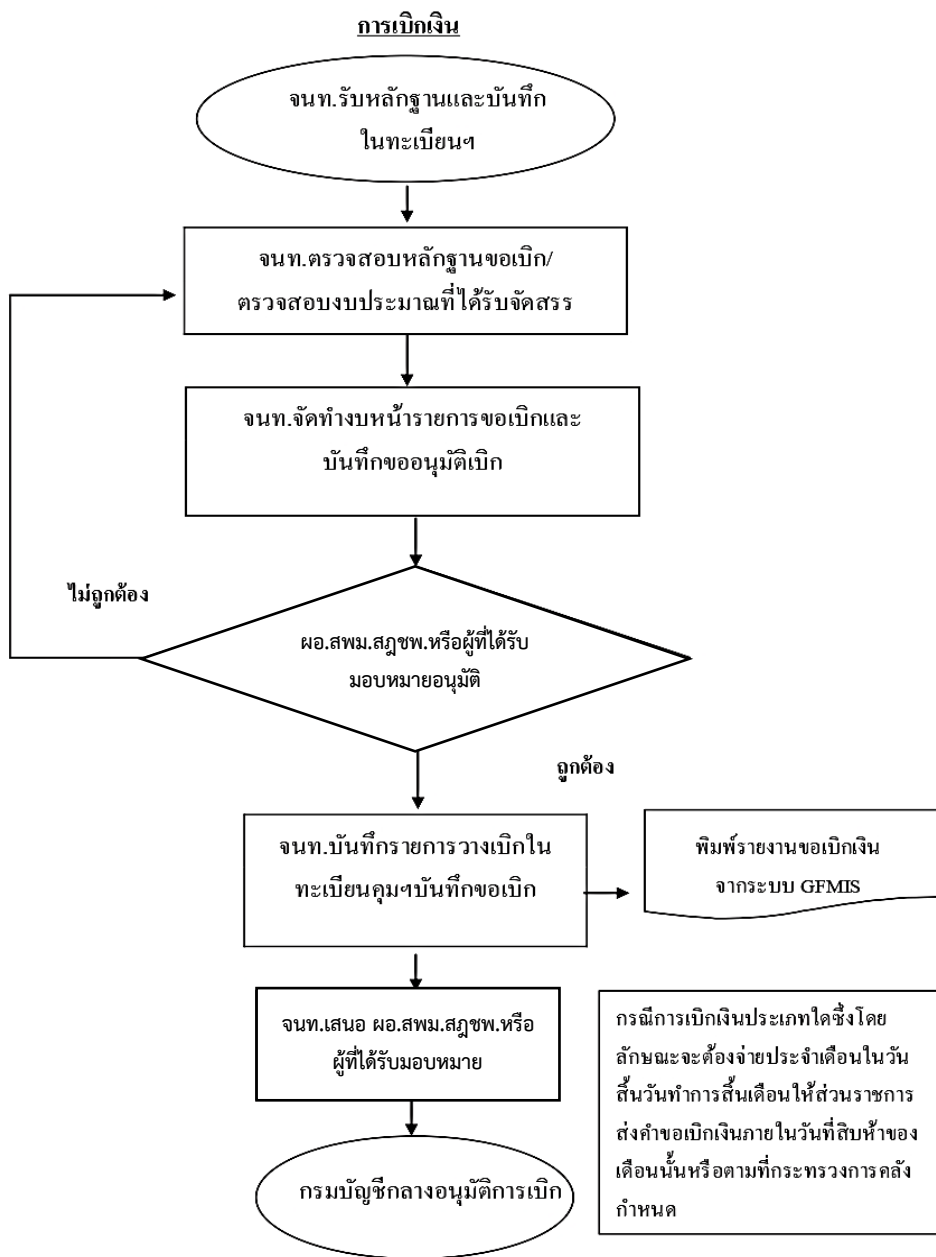 การเบิกเงิน
จนท.รับหลักฐานและบันทึก
ในทะเบียนฯ
จนท.ตรวจสอบหลักฐานขอเบิก/
ตรวจสอบงบประมาณที่ได้รับจัดสรร
จนท.จัดทำงบหน้ารายการขอเบิกและ
บันทึกขออนุมัติเบิก
ไม่ถูกต้อง
ผอ.สพม.สฎชพ.หรือผู้ที่ได้รับ
มอบหมายอนุมัติ
ถูกต้อง
จนท.บันทึกรายการวางเบิกใน
ทะเบียนคุมฯบันทึกขอเบิก
พิมพ์รายงานขอเบิกเงิน
จากระบบ GFMIS
จนท.เสนอ ผอ.สพม.สฎชพ.หรือ
ผู้ที่ได้รับมอบหมาย
กรณีการเบิกเงินประเภทใดซึ่งโดย
ลักษณะจะต้องจ่ายประจำเดือนในวัน
สิ้นวันทำการสิ้นเดือนให้ส่วนราชการ
ส่งคำขอเบิกเงินภายในวันที่สิบห้าของ
เดือนนั้นหรือตามที่กระทรวงการคลัง
กำหนด
กรมบัญชีกลางอนุมัติการเบิก